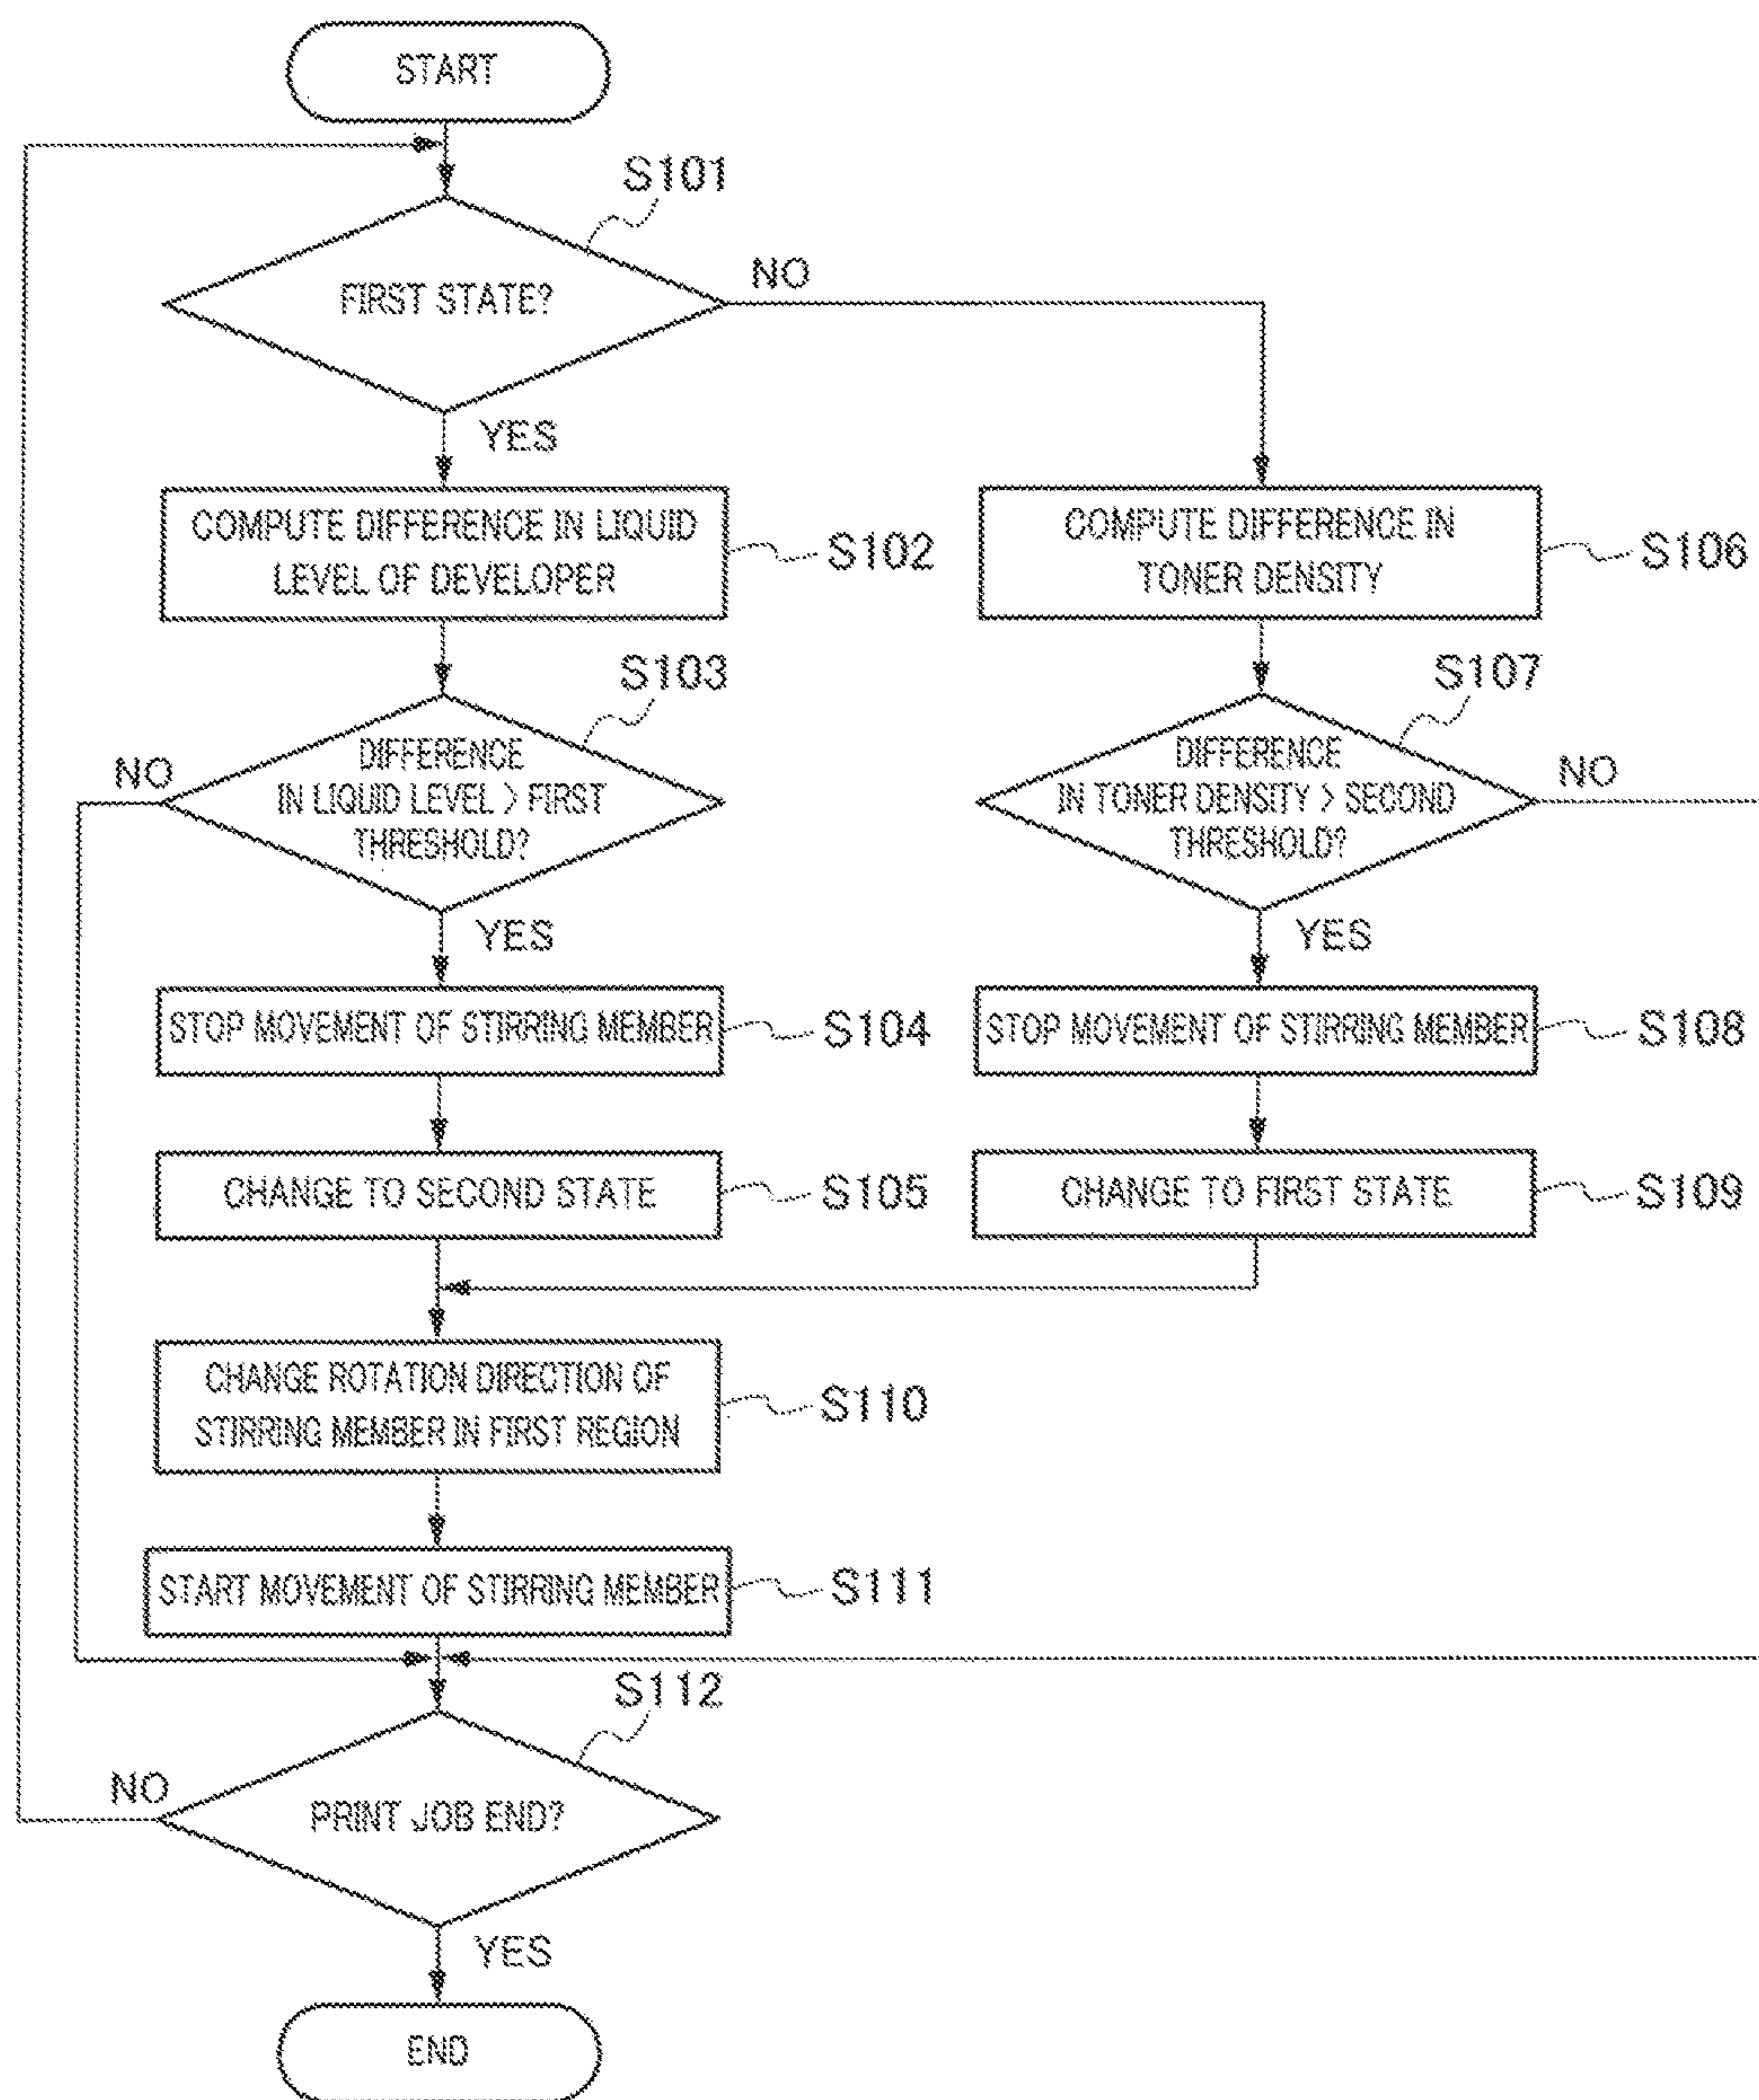 START
S101
FIRST STATE?
NO
YES
COMPUTE DIFFERENCE IN LIQUID
LEVEL OF DEVELOPER
S102
COMPUTE DIFFERENCE IN
TONER DENSITY
S106
S103
DIFFERENCE
IN LIQUID LEVEL > FIRST
THRESHOLD?
NO
YES
S107
DIFFERENCE
IN TONER DENSITY > SECOND
THRESHOLD?
NO
YES
STOP MOVEMENT OF STIRRING MEMBER
S104
STOP MOVEMENT OF STIRRING MEMBER
S108
CHANGE TO SECOND STATE
S105
CHANGE TO FIRST STATE
S109
CHANGE ROTATION DIRECTION OF
STIRRING MEMBER IN FIRST REGION
S110
START MOVEMENT OF STIRRING MEMBER
S111
S112
PRINT JOB END?
NO
YES
END